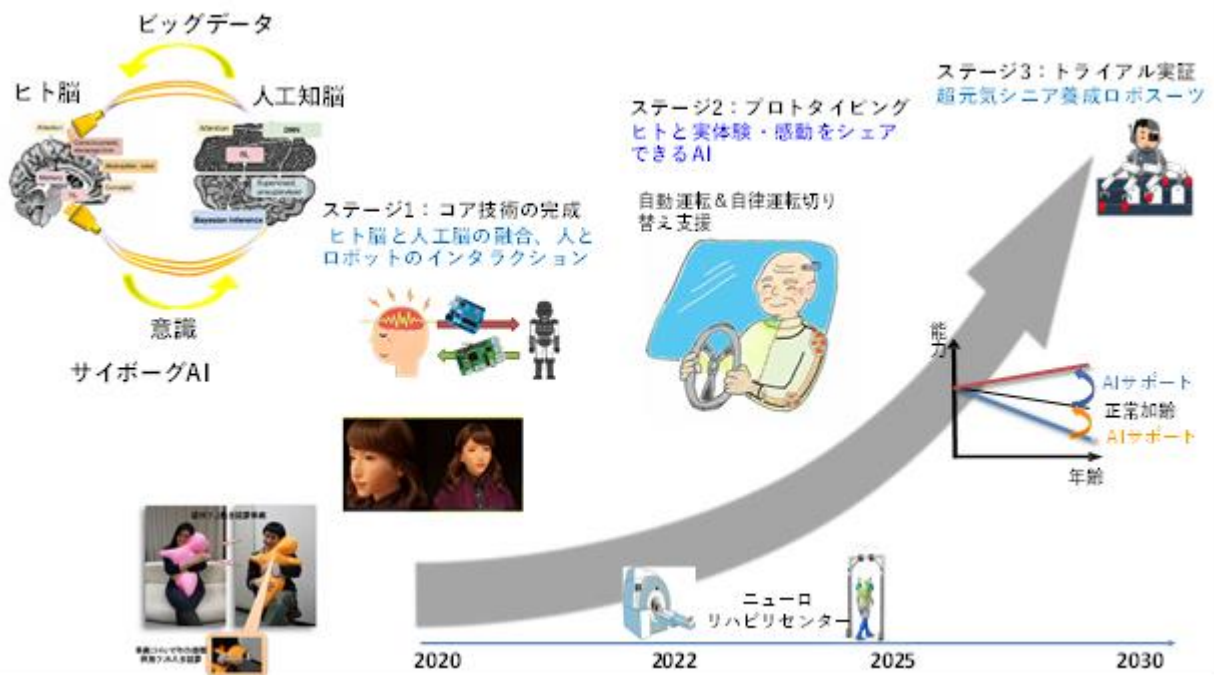 ビッグデータ
ヒト脳
人工知脳
Attention
DMN
RL
Supervised,
unsupervised
Bayesian Inference
意識
サイボーグAI
ステージ1：コア技術の完成
ヒト脳と人工脳の融合、人と
ロボットのインタラクション
ステージ2：プロトタイピング
ヒトと実体験・感動をシェア
できるAI
自動運転＆自律運転切り
替え支援
ステージ3：トライアル実証
超元気シニア養成ロボスーツ
能
力
AIサポート
正常加齢
AIサポート
年齢
ニューロ
リハビリセンター
2020
2022
2025
2030